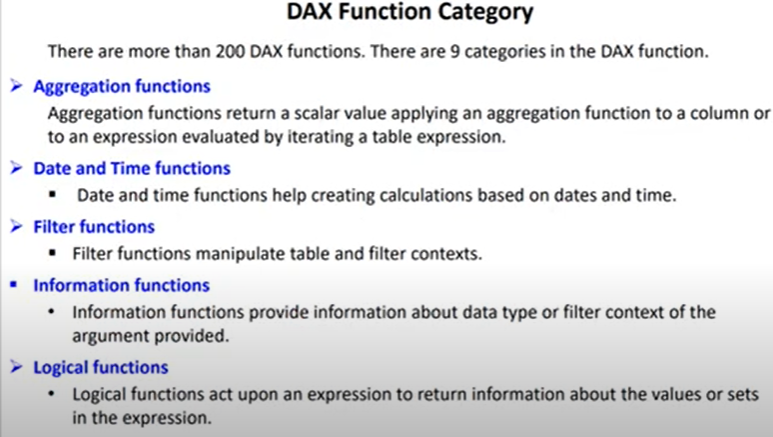 DAX Function Category
There are more than 200 DAX functions. There are 9 categories in the DAX function.
➢ Aggregation functions
Aggregation functions return a scalar value applying an aggregation function to a column or
to an expression evaluated by iterating a table expression.
➢ Date and Time functions
▪ Date and time functions help creating calculations based on dates and time.
➢ Filter functions
▪ Filter functions manipulate table and filter contexts.
▪ Information functions
• Information functions provide information about data type or filter context of the
argument provided.
➢ Logical functions
• Logical functions act upon an expression to return information about the values or sets
in the expression.